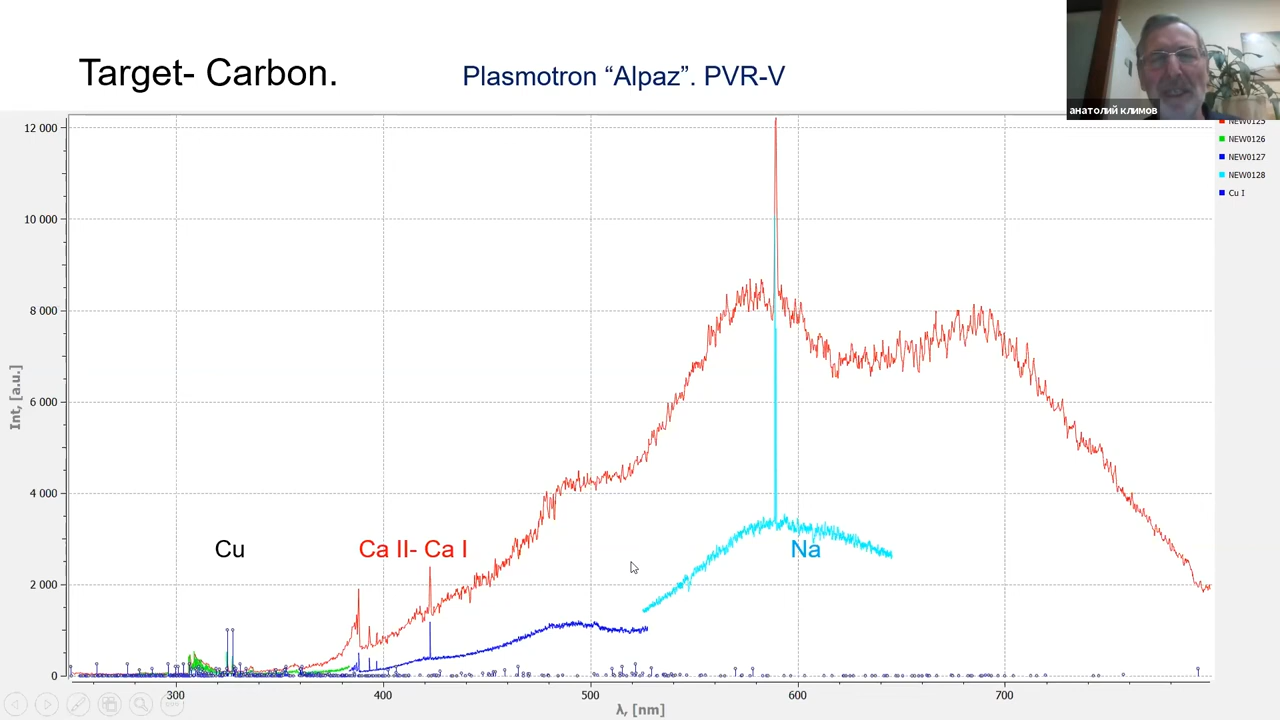 Target- Carbon.
Plasmotron “Alpaz”. PVR-V
анатолий климов
NEW0125
NEW0126
NEW0127
NEW0128
Cu I
12 000
10 000
8 000
6 000
4 000
2 000
0
Int, [a.u.]
Cu
Ca II- Ca I
Na
300
400
500
600
700
λ, [nm]